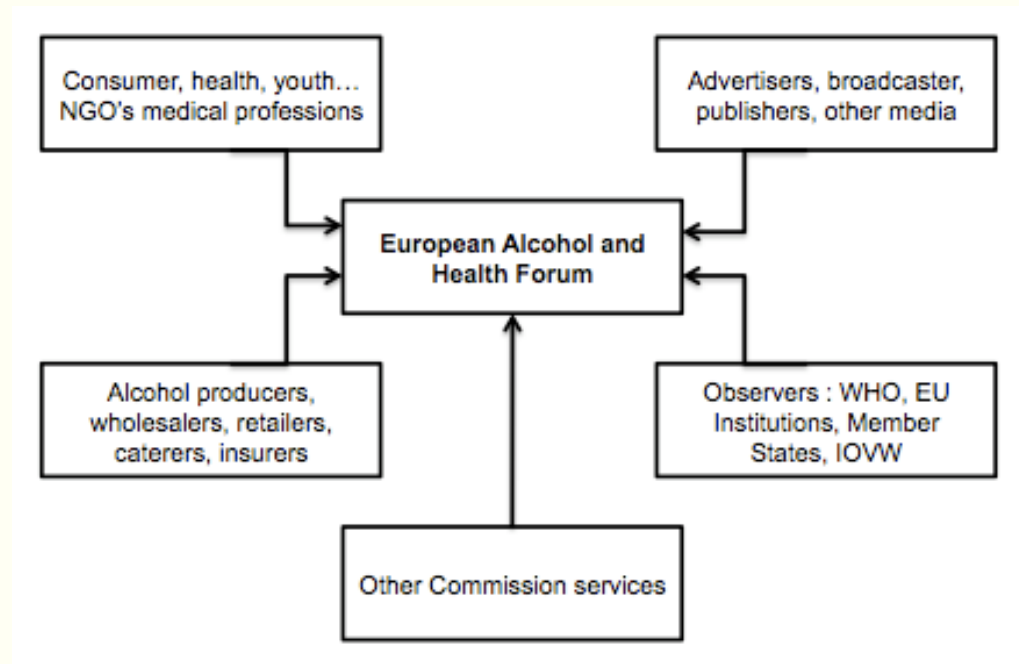 Consumer, health, youth...
NGO's medical professions
Advertisers, broadcaster,
publishers, other media
European Alcohol and
Health Forum
Alcohol producers,
wholesalers, retailers,
caterers, insurers
Observers : WHO, EU
Institutions, Member
States, IOVW
Other Commission services